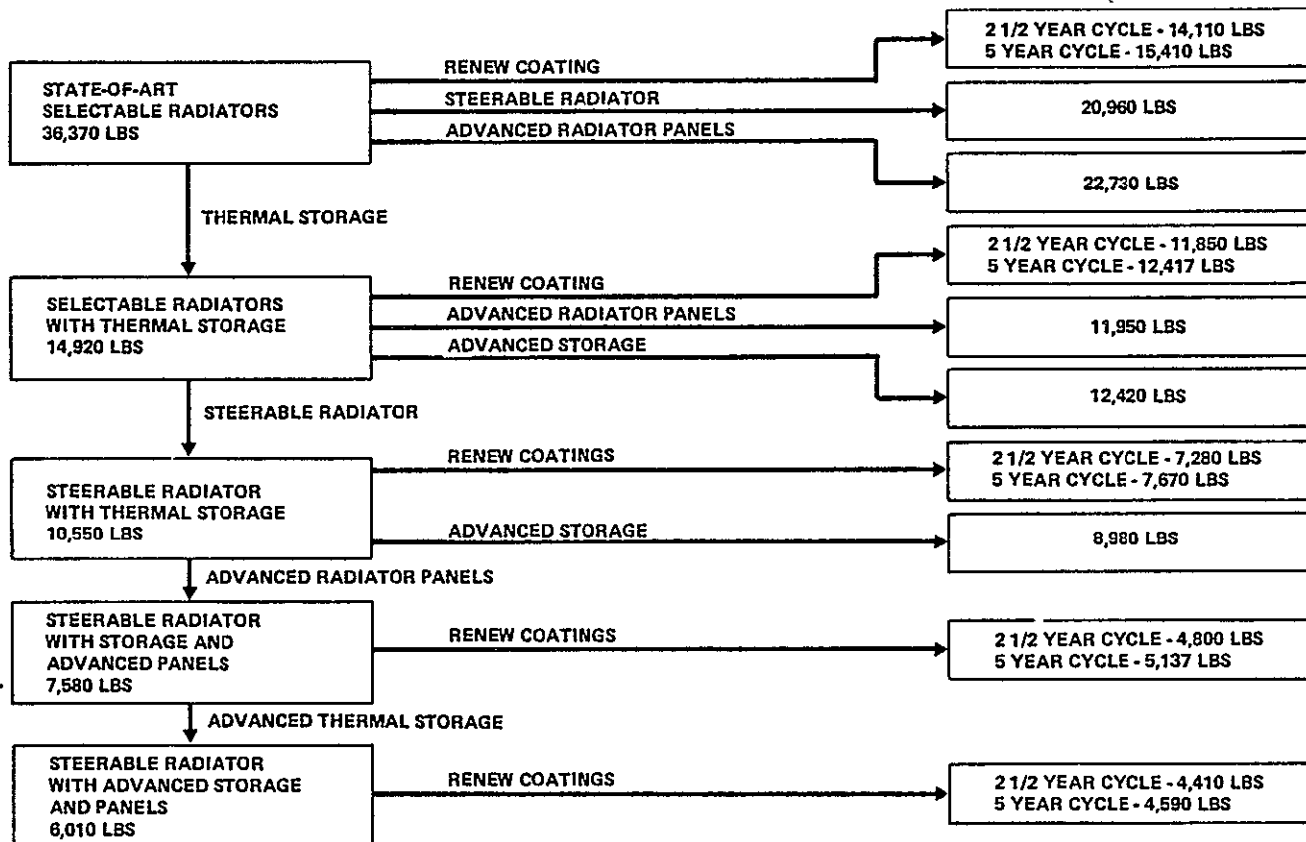 2 1/2 YEAR CYCLE - 14,110 LBS
5 YEAR CYCLE - 15,410 LBS
STATE-OF-ART
SELECTABLE RADIATORS
36,370 LBS
RENEW COATING
STEERABLE RADIATOR
ADVANCED RADIATOR PANELS
20,960 LBS
22,730 LBS
THERMAL STORAGE
SELECTABLE RADIATORS
WITH THERMAL STORAGE
14,920 LBS
RENEW COATING
ADVANCED RADIATOR PANELS
ADVANCED STORAGE
2 1/2 YEAR CYCLE - 11,850 LBS
5 YEAR CYCLE - 12,417 LBS
11,950 LBS
12,420 LBS
STEERABLE RADIATOR
STEERABLE RADIATOR
WITH THERMAL STORAGE
10,550 LBS
RENEW COATINGS
ADVANCED STORAGE
2 1/2 YEAR CYCLE - 7,280 LBS
5 YEAR CYCLE - 7,670 LBS
8,980 LBS
ADVANCED RADIATOR PANELS
STEERABLE RADIATOR
WITH STORAGE AND
ADVANCED PANELS
7,580 LBS
RENEW COATINGS
2 1/2 YEAR CYCLE - 4,800 LBS
5 YEAR CYCLE - 5,137 LBS
ADVANCED THERMAL STORAGE
STEERABLE RADIATOR
WITH ADVANCED STORAGE
AND PANELS
6,010 LBS
RENEW COATINGS
2 1/2 YEAR CYCLE - 4,410 LBS
5 YEAR CYCLE - 4,590 LBS